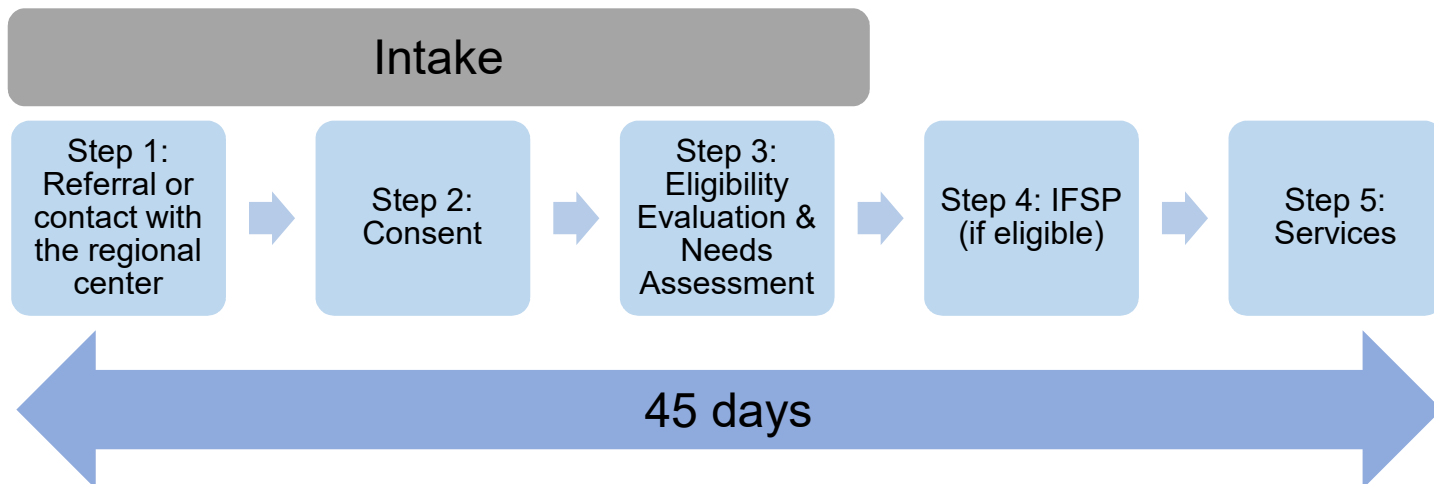 Intake
Step 1:
Referral or
contact with
the regional
center
Step 2:
Consent
Step 3:
Eligibility
Evaluation &
Needs
Assessment
Step 4: IFSP
(if eligible)
Step 5:
Services
45 days